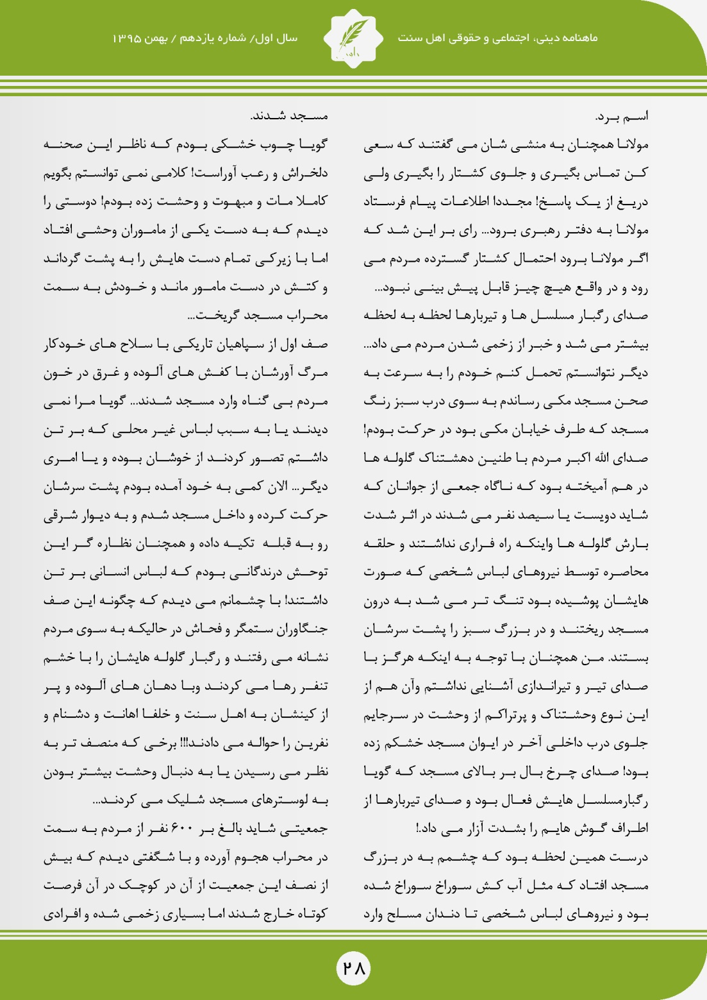 ماهنامه دینی، اجتماعی و حقوقی اهل سنت
سال اول/ شماره یازدهم / بهمن ۱۳۹۵
اسم برد.
مولانا همچنان به منشی شان می گفتند که سعی
کن تماس بگیری و جلوی کشتار را بگیری ولی
دریغ از یک پاسخ! مجددا اطلاعات پیام فرستاد
مولانا به دفتر رهبری برود... رای بر این شد که
اگر مولانا برود احتمال کشتار گسترده مردم می
رود و در واقع هیچ چیز قابل پیش بینی نبود...
صدای رگبار مسلسل ها و تیربارها لحظه به لحظه
بیشتر می شد و خبر از زخمی شدن مردم می داد...
دیگر نتوانستم تحمل کنم خودم را به سرعت به
صحن مسجد مکی رساندم به سوی درب سبز رنگ
مسجد که طرف خیابان مکی بود در حرکت بودم!
صدای الله اکبر مردم با طنین دهشتناک گلوله ها
در هم آمیخته بود که ناگاه جمعی از جوانان که
شاید دویست یا سیصد نفر می شدند در اثر شدت
بارش گلوله ها واینکه راه فراری نداشتند و حلقه
محاصره توسط نیروهای لباس شخصی که صورت
هایشان پوشیده بود تنگ تر می شد به درون
مسجد ریختند و در بزرگ سبز را پشت سرشان
بستند. من همچنان با توجه به اینکه هرگز با
صدای تیر و تیراندازی آشنایی نداشتم وآن هم از
این نوع وحشتناک و پرتراکم از وحشت در سرجایم
جلوی درب داخلی آخر در ایوان مسجد خشکم زده
بود! صدای چرخ بال بر بالای مسجد که گویا
رگبارمسلسل هایش فعال بود و صدای تیربارها از
اطراف گوش هایم را بشدت آزار می داد.!
درست همین لحظه بود که چشمم به در بزرگ
مسجد افتاد که مثل آب کش سوراخ سوراخ شده
بود و نیروهای لباس شخصی تا دندان مسلح وارد
مسجد شدند.
گویا چوب خشکی بودم که ناظر این صحنه
دلخراش و رعب آوراست! کلامی نمی توانستم بگویم
کاملا مات و مبهوت و وحشت زده بودم! دوستی را
دیدم که به دست یکی از ماموران وحشی افتاد
اما با زیرکی تمام دست هایش را به پشت گرداند
و کتش در دست مامور ماند و خودش به سمت
محراب مسجد گریخت...
صف اول از سپاهیان تاریکی با سلاح های خودکار
مرگ آورشان با کفش های آلوده و غرق در خون
مردم بی گناه وارد مسجد شدند... گویا مرا نمی
دیدند یا به سبب لباس غیر محلی که بر تن
داشتم تصور کردند از خوشان بوده و یا امری
دیگر... الان کمی به خود آمده بودم پشت سرشان
حرکت کرده و داخل مسجد شدم و به دیوار شرقی
رو به قبله تکیه داده و همچنان نظاره گر این
توحش درندگانی بودم که لباس انسانی بر تن
داشتند! با چشمانم می دیدم که چگونه این صف
جنگاوران ستمگر و فحاش در حالیکه به سوی مردم
نشانه می رفتند و رگبار گلوله هایشان را با خشم
تنفر رها می کردند وبا دهان های آلوده و پر
از کینشان به اهل سنت و خلفا اهانت و دشنام و
نفرین را حواله می دادند!!! برخی که منصف تر به
نظر می رسیدن یا به دنبال وحشت بیشتر بودن
به لوسترهای مسجد شلیک می کردند...
جمعیتی شاید بالغ بر ۶۰۰ نفر از مردم به سمت
در محراب هجوم آورده و با شگفتی دیدم که بیش
از نصف این جمعیت از آن در کوچک در آن فرصت
کوتاه خارج شدند اما بسیاری زخمی شده و افرادی
۲۸